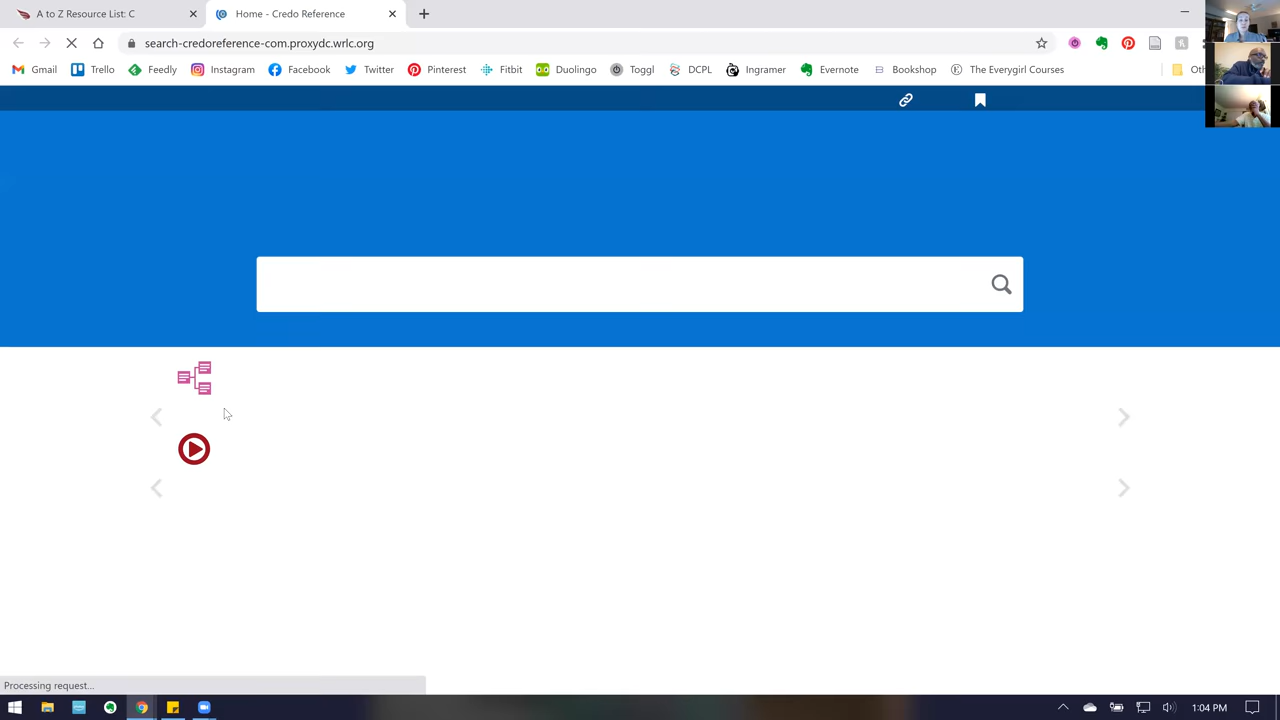 A to Z Resource List: C
Home - Credo Reference
search-credoreference-com.proxydc.wrlc.org
Gmail Trello Feedly Instagram Facebook Twitter Pinterest Fitbit Duolingo Toggl DCPL Ingramer Evernote Bookshop The Everygirl Courses Oth
Processing request...
1:04 PM